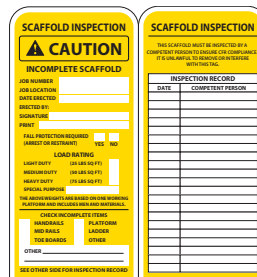 SCAFFOLD INSPECTION
CAUTION
INCOMPLETE SCAFFOLD
JOB NUMBER
JOB LOCATION
DATE ERECTED
ERECTED BY:
SIGNATURE
PRINT
FALL PROTECTION REQUIRED
(ARREST OR RESTRAINT) YES NO
LOAD RATING
LIGHT DUTY (25 LBS SQ FT)
MEDIUM DUTY (50 LBS SQ FT)
HEAVY DUTY (75 LBS SQ FT)
SPECIAL PURPOSE
THE ABOVE WEIGHTS ARE BASED ON ONE WORKING
PLATFORM AND INCLUDES MEN AND MATERIALS.
CHECK INCOMPLETE ITEMS
HANDRAILS PLATFORM
MID RAILS LADDER
TOE BOARDS OTHER
OTHER
SEE OTHER SIDE FOR INSPECTION RECORD
SCAFFOLD INSPECTION
THIS SCAFFOLD MUST BE INSPECTED BY A
COMPETENT PERSON TO ENSURE CFR COMPLIANCE
IT IS UNLAWFUL TO REMOVE OR INTERFERE
WITH THIS TAG.
INSPECTION RECORD
DATE COMPETENT PERSON